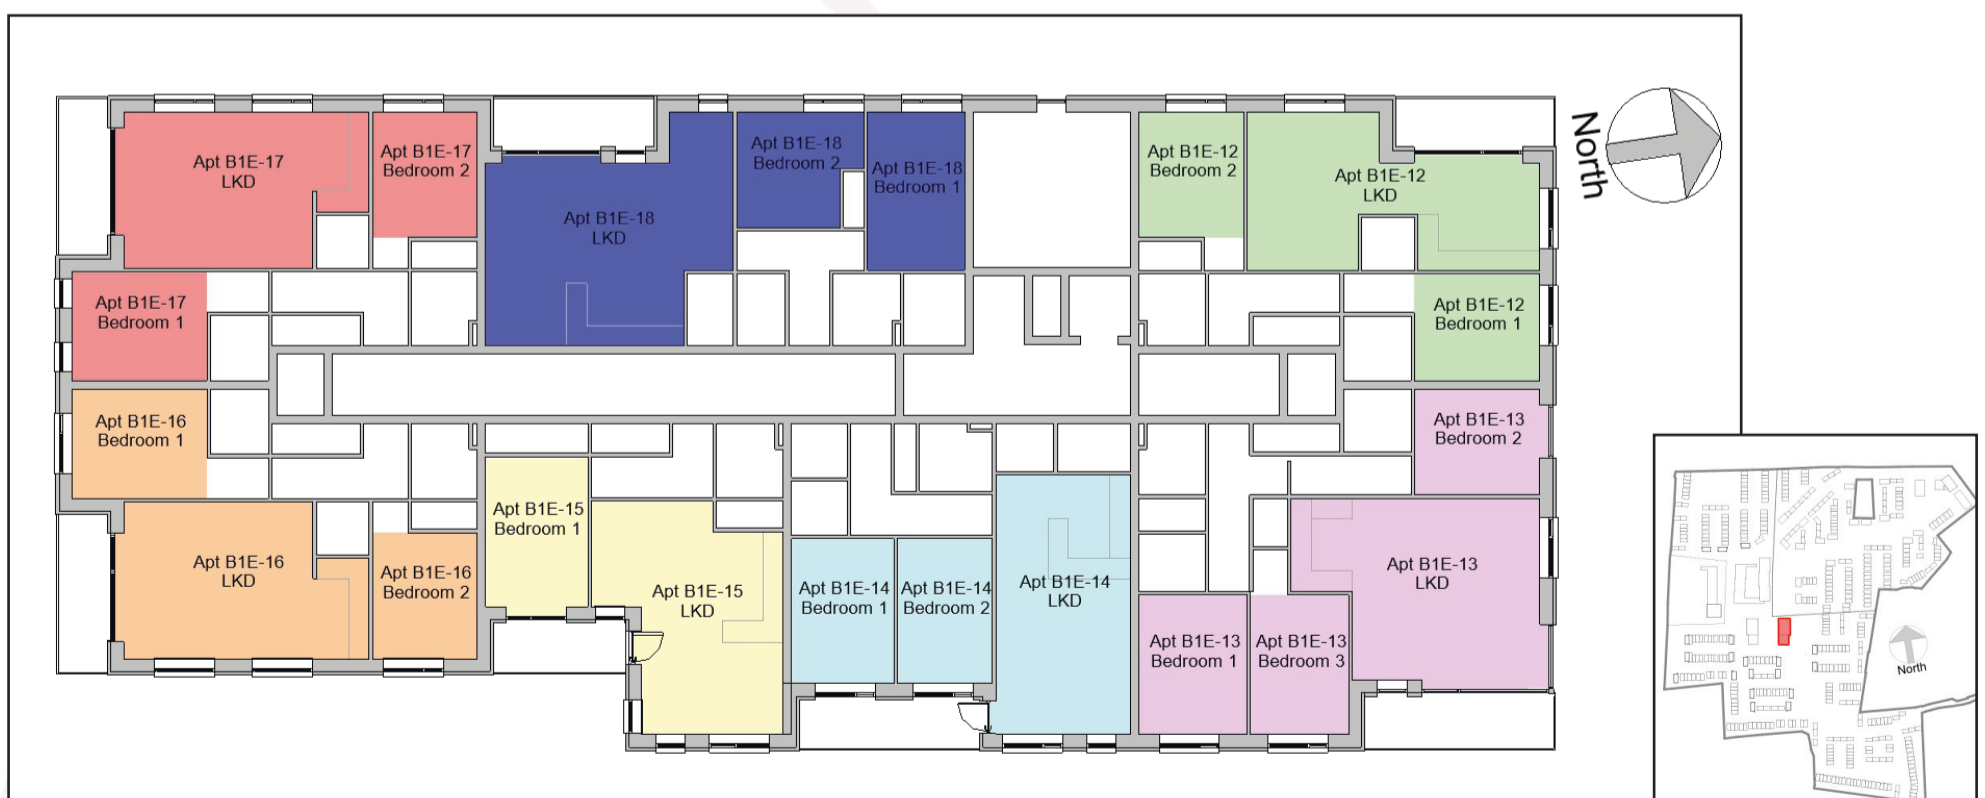 Apt B1E-17
LKD
Apt B1E-17
Bedroom 2
Apt B1E-18
LKD
Apt B1E-18
Bedroom 2
Apt B1E-18
Bedroom 1
Apt B1E-12
Bedroom 2
Apt B1E-12
LKD
North
Apt B1E-17
Bedroom 1
Apt B1E-12
Bedroom 1
Apt B1E-16
Bedroom 1
Apt B1E-13
Bedroom 2
Apt B1E-16
LKD
Apt B1E-16
Bedroom 2
Apt B1E-15
Bedroom 1
Apt B1E-15
LKD
Apt B1E-14
Bedroom 1
Apt B1E-14
Bedroom 2
Apt B1E-14
LKD
Apt B1E-13
LKD
Apt B1E-13
Bedroom 1
Apt B1E-13
Bedroom 3
North